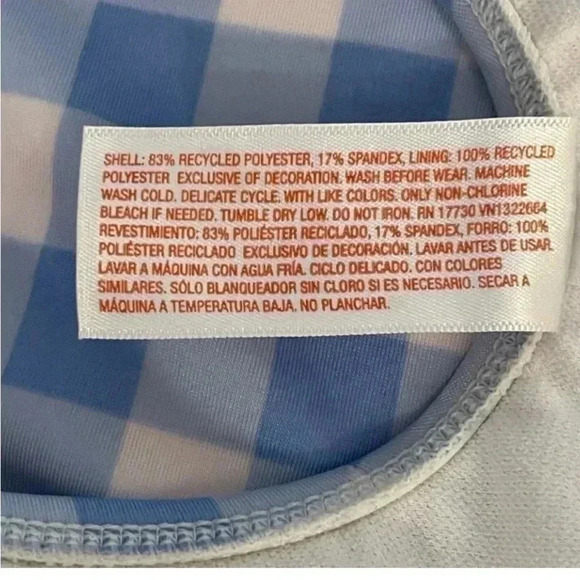 SHELL: 83% RECYCLED POLYESTER, 17% SPANDEX, LINING: 100% RECYCLED
POLYESTER EXCLUSIVE OF DECORATION. WASH BEFORE WEAR. MACHINE
WASH COLD. DELICATE CYCLE. WITH LIKE COLORS. ONLY NON-CHLORINE
BLEACH IF NEEDED. TUMBLE DRY LOW. DO NOT IRON. RN 17730 VN1322664
REVESTIMIENTO: 83% POLIÉSTER RECICLADO, 17% SPANDEX, FORRO: 100%
POLIÉSTER RECICLADO EXCLUSIVO DE DECORACIÓN. LAVAR ANTES DE USAR.
LAVAR A MÁQUINA CON AGUA FRÍA. CICLO DELICADO. CON COLORES
SIMILARES. SÓLO BLANQUEADOR SIN CLORO SI ES NECESARIO. SECAR A
MÁQUINA A TEMPERATURA BAJA. NO PLANCHAR.